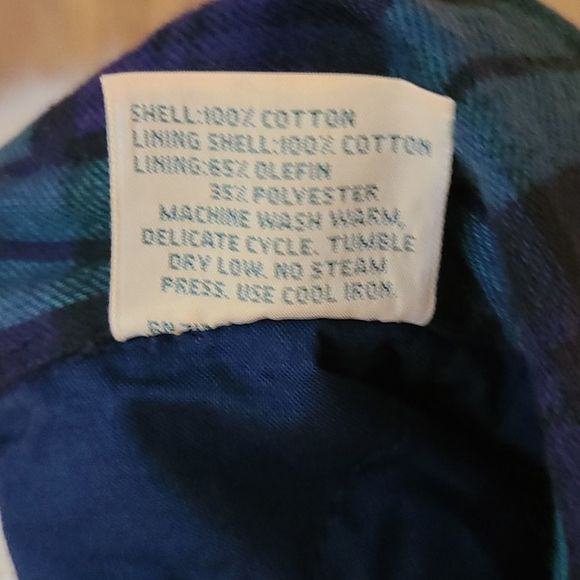 SHELL:100% COTTON
LINING SHELL:100% COTTON
LINING:65% OLEFIN
35% POLYESTER
MACHINE WASH WARM,
DELICATE CYCLE. TUMBLE
DRY LOW. NO STEAM
PRESS. USE COOL IRON.